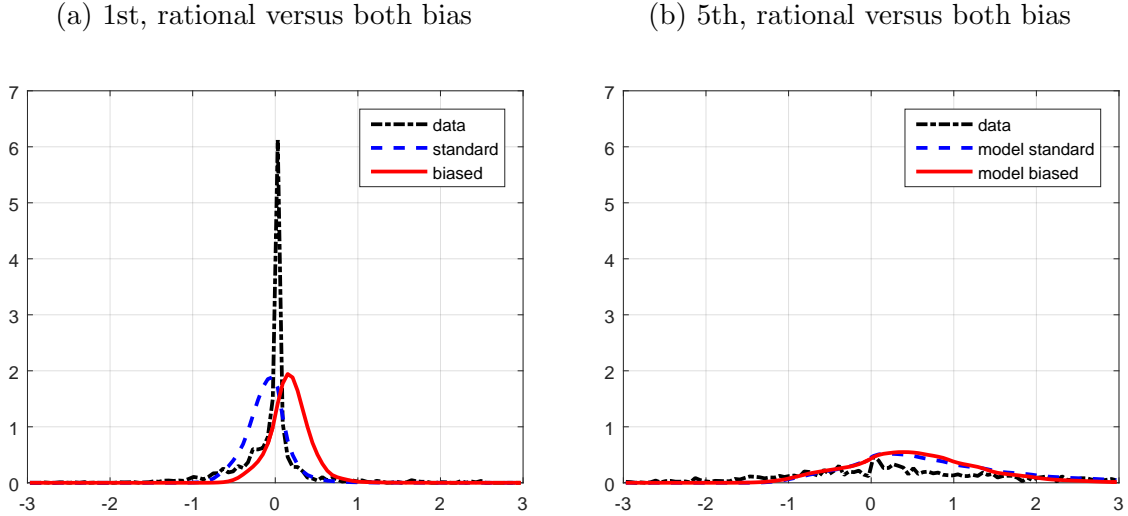 (a) 1st, rational versus both bias
7
6
5
4
3
2
1
0
-3 -2 -1 0 1 2 3
data
standard
biased
(b) 5th, rational versus both bias
7
6
5
4
3
2
1
0
-3 -2 -1 0 1 2 3
data
model standard
model biased